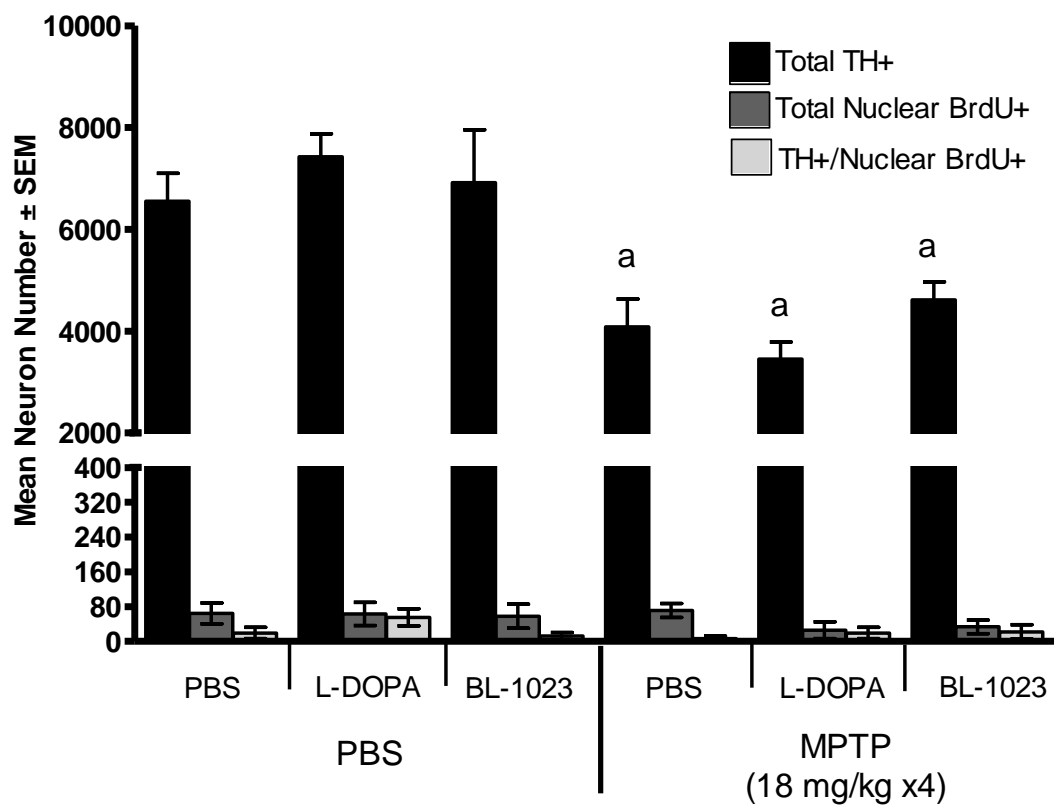 10000
8000
6000
4000
2000
400
320
240
160
80
0
Mean Neuron Number ± SEM
Total TH+
Total Nuclear BrdU+
TH+/Nuclear BrdU+
a
a
a
PBS L-DOPA BL-1023 PBS L-DOPA BL-1023
PBS MPTP
(18 mg/kg x4)